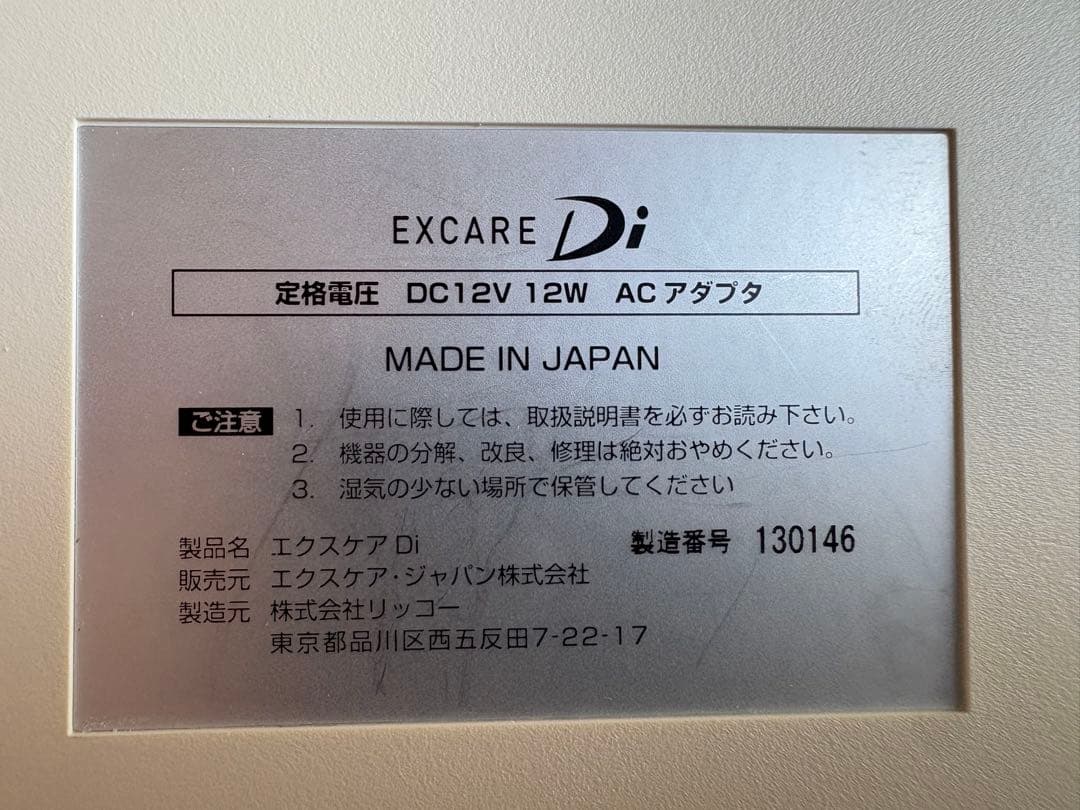 EXCARE Di
定格電圧 DC12V 12W ACアダプタ
MADE IN JAPAN
ご注意 1. 使用に際しては、取扱説明書を必ずお読み下さい。
2. 機器の分解、改良、修理は絶対おやめください。
3. 湿気の少ない場所で保管してください
製品名 エクスケア Di 製造番号 130146
販売元 エクスケア・ジャパン株式会社
製造元 株式会社リッコー
東京都品川区西五反田7-22-17